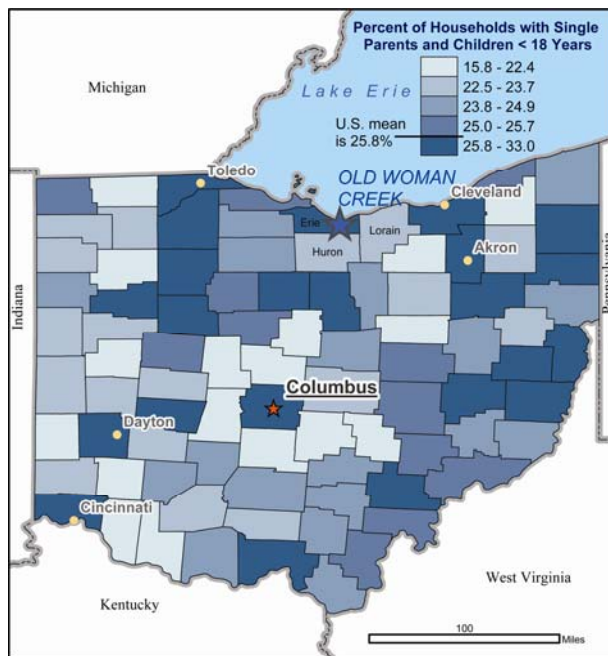 Percent of Households with Single
Parents and Children < 18 Years
15.8 - 22.4
22.5 - 23.7
23.8 - 24.9
25.0 - 25.7
25.8 - 33.0
U.S. mean
is 25.8%
Michigan
Lake Erie
Toledo
OLD WOMAN
CREEK
Cleveland
Erie
Lorain
Huron
Akron
Indiana
Pennsylvania
Columbus
Dayton
Cincinnati
West Virginia
Kentucky
100
Miles